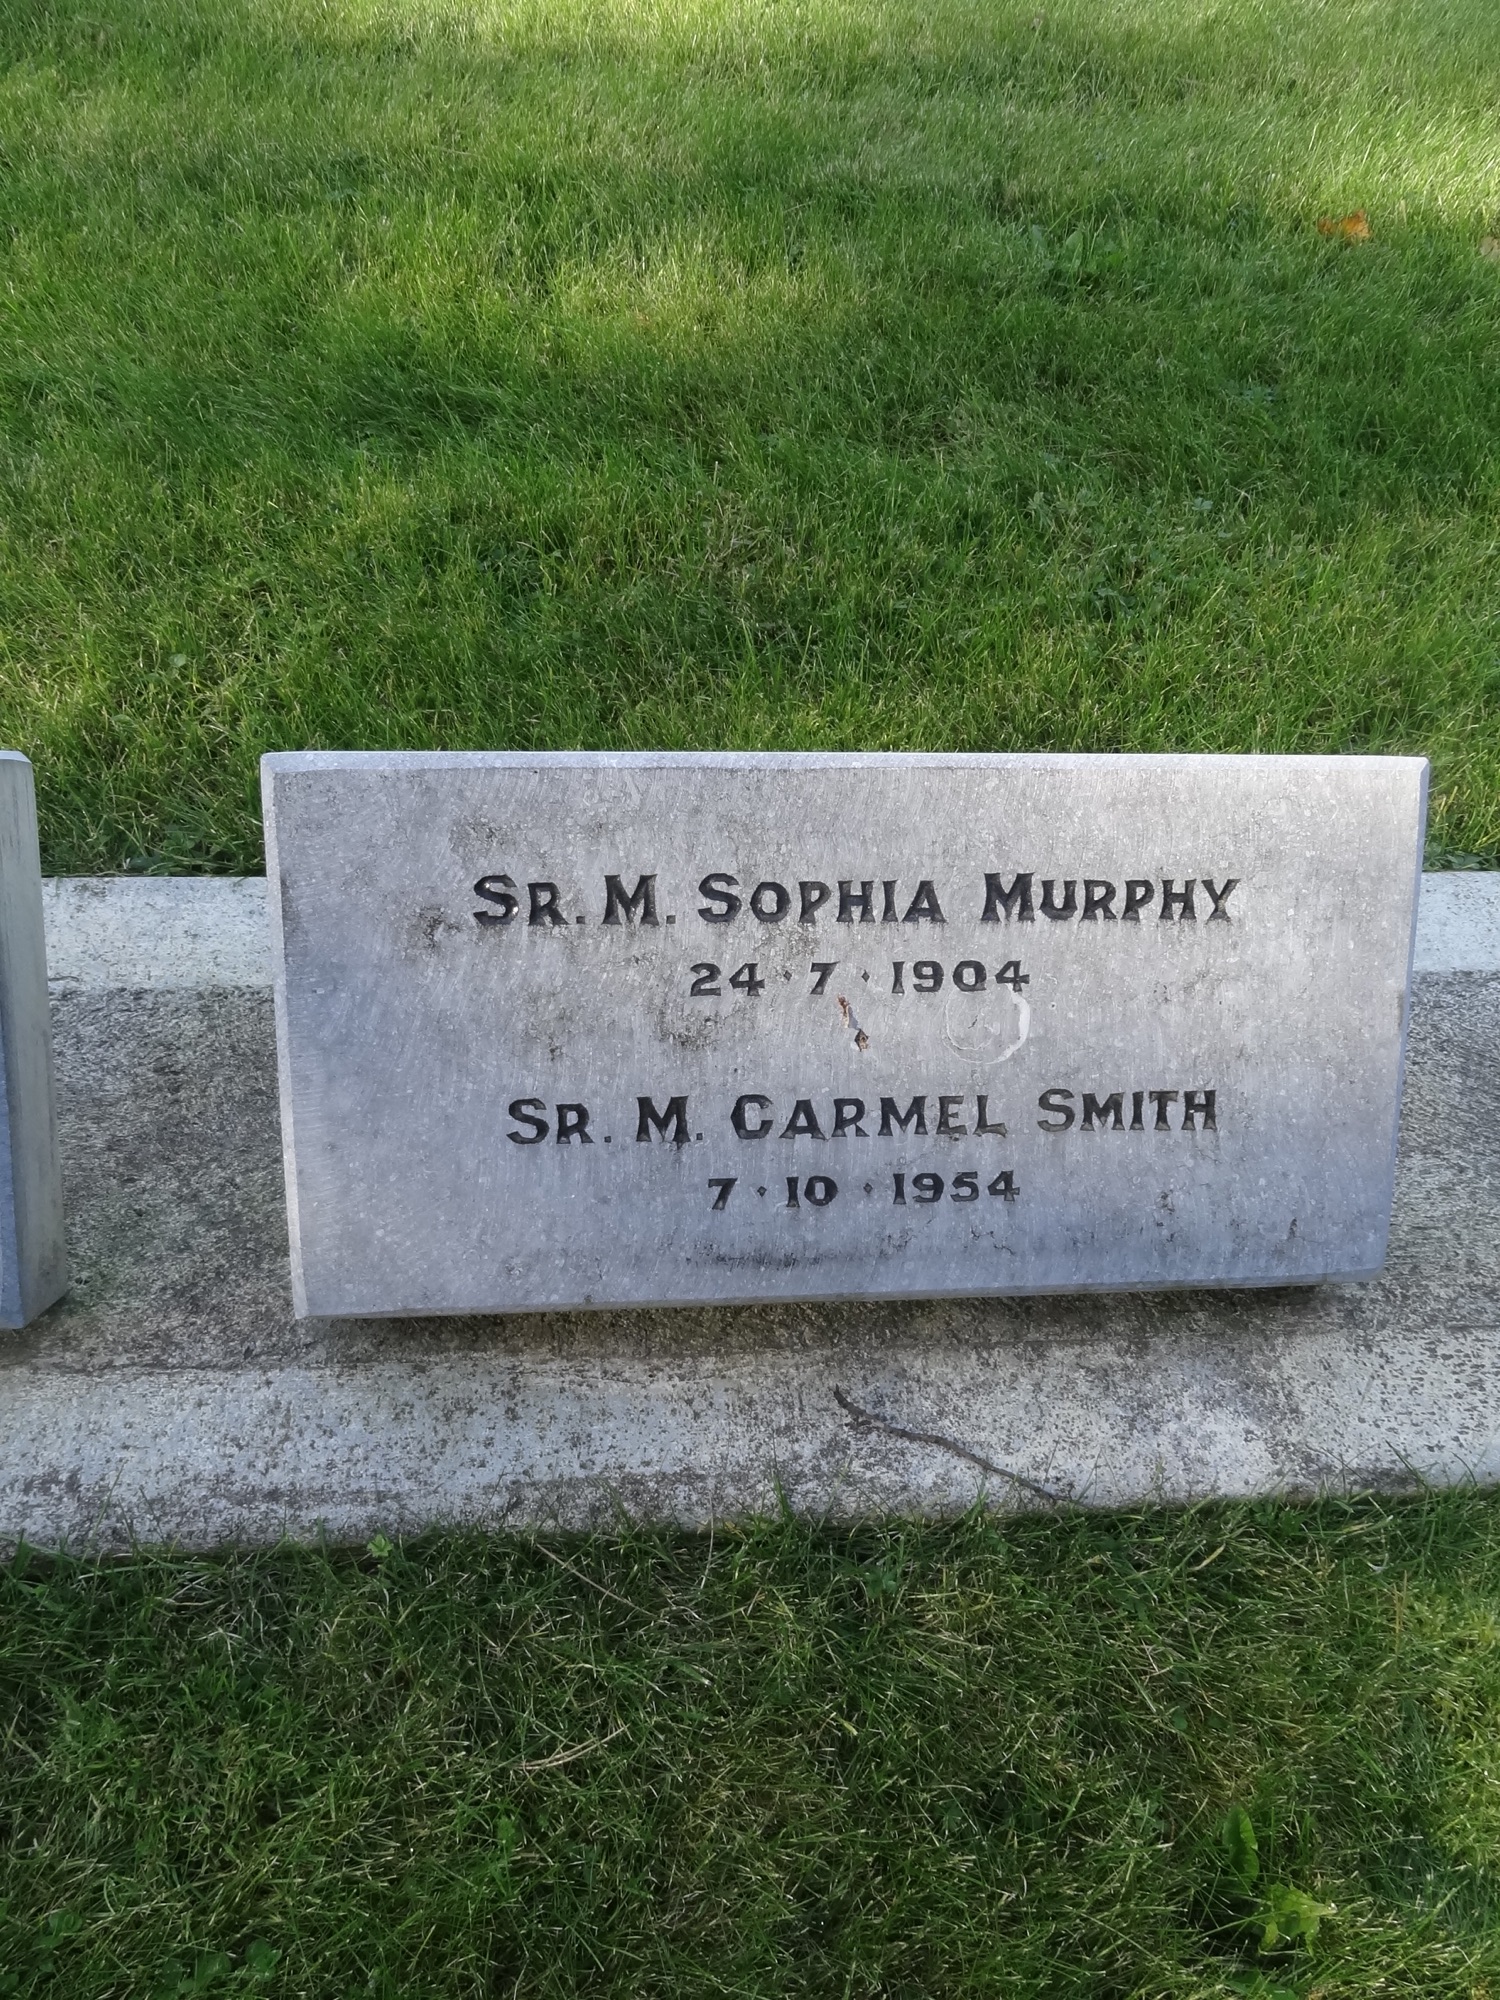 Sr. M. Sophia Murphy
24·7·1904
Sr. M. Carmel Smith
7·10·1954